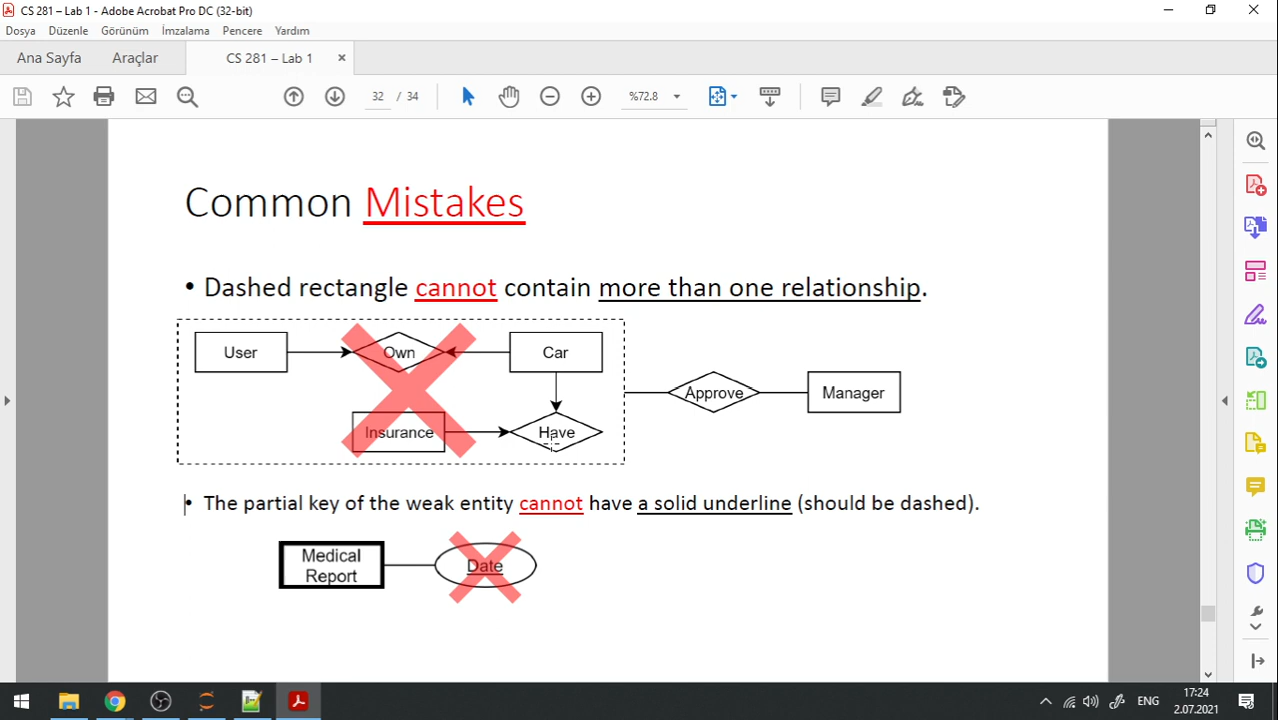 CS 281 – Lab 1 - Adobe Acrobat Pro DC (32-bit)
Dosya Düzenle Görünüm İmzalama Pencere Yardım
Ana Sayfa Araçlar CS 281 – Lab 1 ×
32 / 34 %72.8
Common Mistakes
• Dashed rectangle cannot contain more than one relationship.
User Own Car
Approve Manager
Insurance Have
• The partial key of the weak entity cannot have a solid underline (should be dashed).
Medical
Report
Date
ENG
17:24
2.07.2021